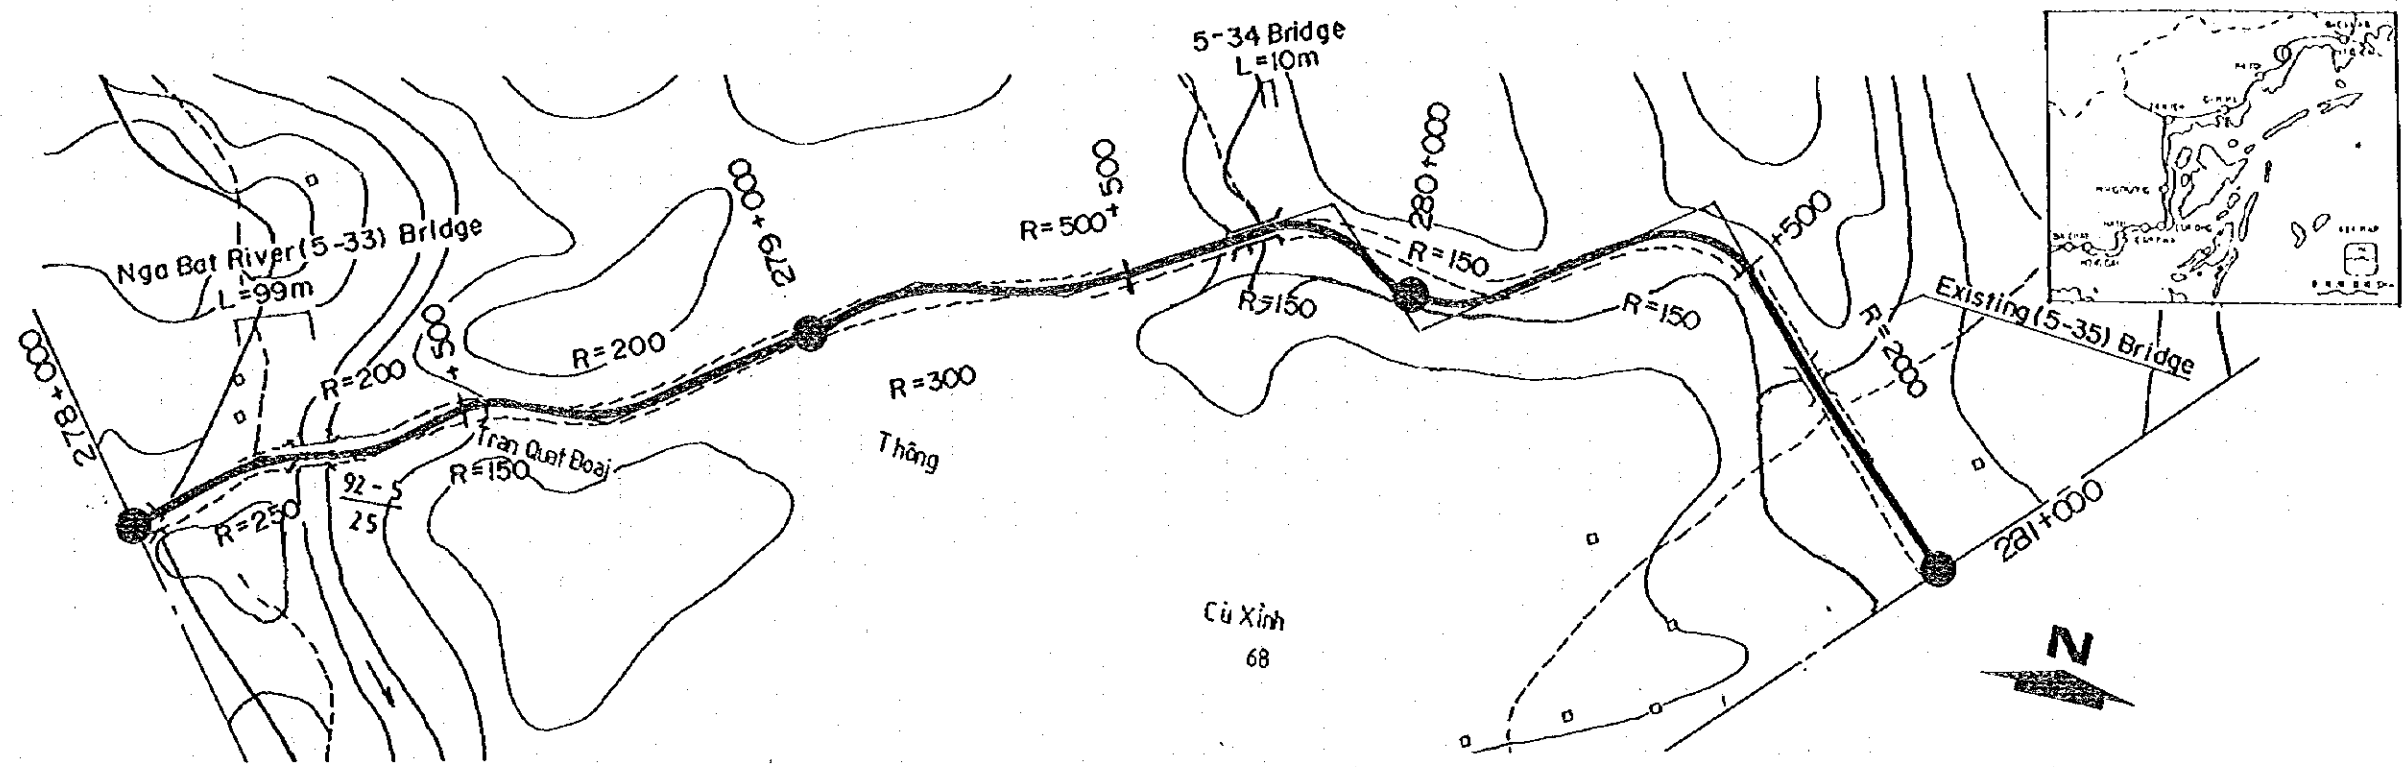 5-34 Bridge
L=10m
Nga Bat River (5-33) Bridge
L=99m
278+000
+500
279+000
R=500
+500
280+000
+500
281+000
R=200
R=200
R=250
92-5
25
Tran Quet Đoai
R=150
R=300
Thông
R=150
R=150
R=150
R=2000
Existing (5-35) Bridge
Cù Xình
68
N